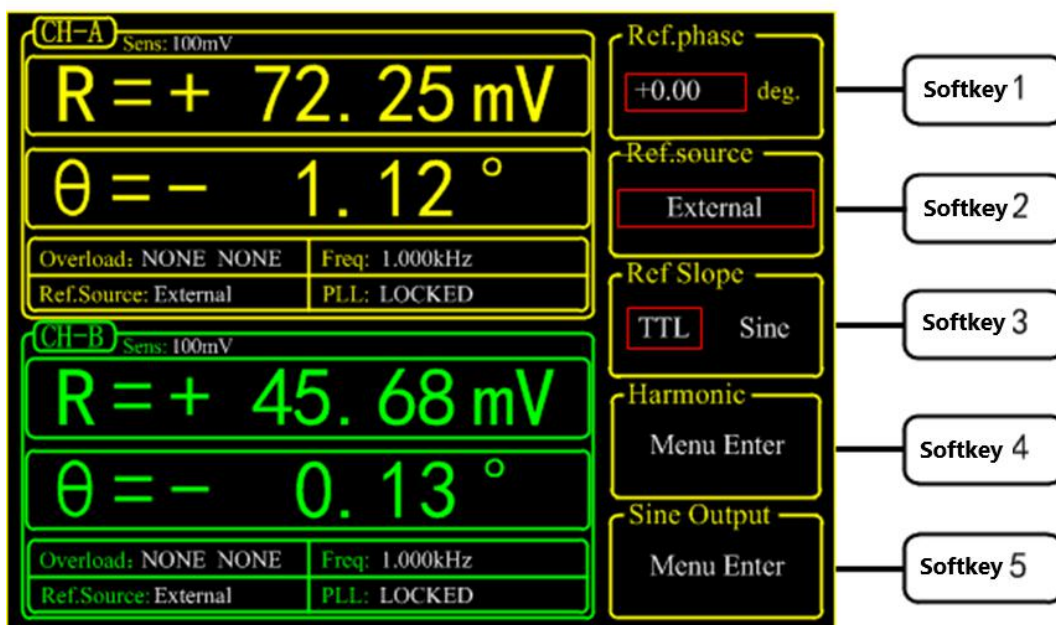 CH-A Sens: 100mV
R=+ 72.25 mV
θ=- 1.12 °
Overload: NONE NONE Freq: 1.000kHz
Ref.Source: External PLL: LOCKED
CH-B Sens: 100mV
R=+ 45.68 mV
θ=- 0.13 °
Overload: NONE NONE Freq: 1.000kHz
Ref.Source: External PLL: LOCKED
Ref.phase
+0.00 deg.
Ref.source
External
Ref Slope
TTL Sine
Harmonic
Menu Enter
Sine Output
Menu Enter
Softkey 1
Softkey 2
Softkey 3
Softkey 4
Softkey 5